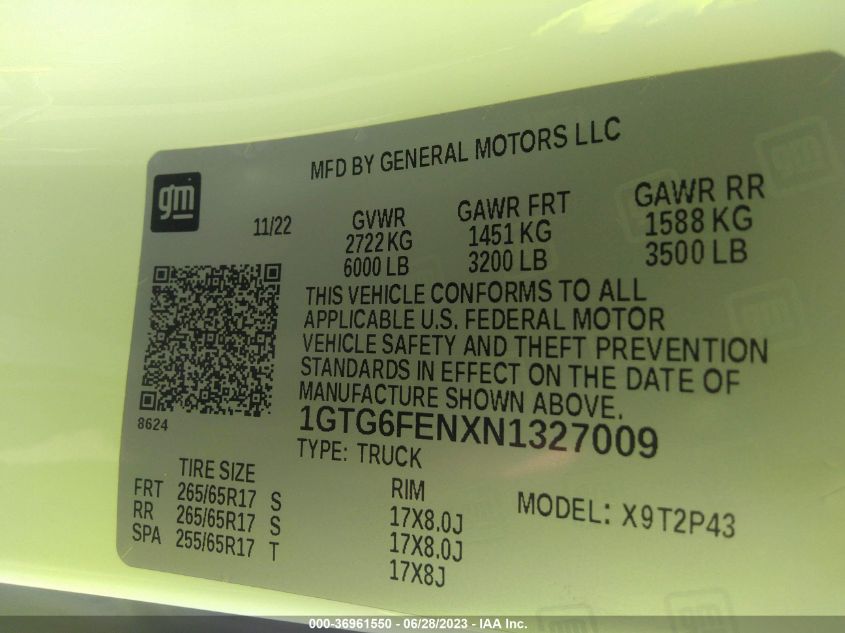 MFD BY GENERAL MOTORS LLC
gm
11/22
GVWR GAWR FRT GAWR RR
2722 KG 1451 KG 1588 KG
6000 LB 3200 LB 3500 LB
THIS VEHICLE CONFORMS TO ALL
APPLICABLE U.S. FEDERAL MOTOR
VEHICLE SAFETY AND THEFT PREVENTION
STANDARDS IN EFFECT ON THE DATE OF
MANUFACTURE SHOWN ABOVE.
8624
1GTG6FENXN1327009
TYPE: TRUCK
TIRE SIZE RIM MODEL: X9T2P43
FRT 265/65R17 S 17X8.0J
RR 265/65R17 S 17X8.0J
SPA 255/65R17 T 17X8J
000-36961550 - 06/28/2023 - IAA Inc.